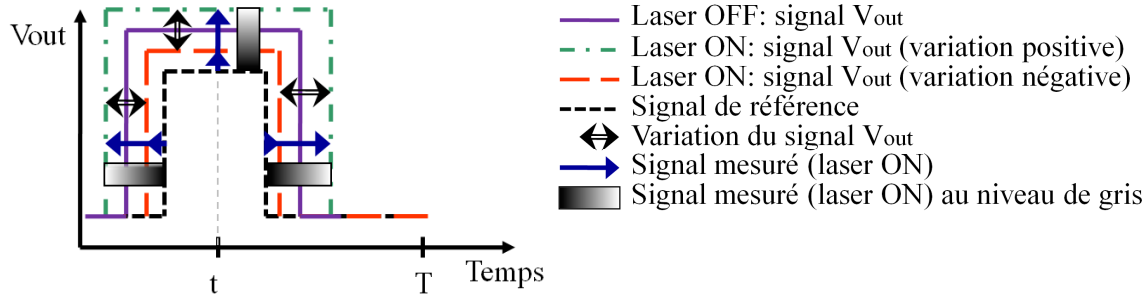 Vout
t
T
Temps
Laser OFF: signal Vout
Laser ON: signal Vout (variation positive)
Laser ON: signal Vout (variation négative)
Signal de référence
Variation du signal Vout
Signal mesuré (laser ON)
Signal mesuré (laser ON) au niveau de gris